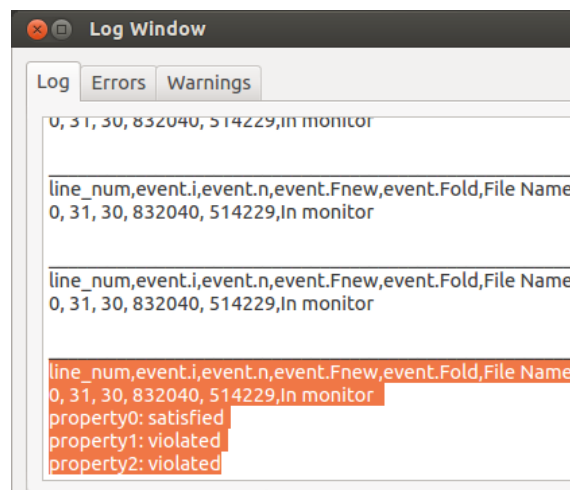 Log Window
Log Errors Warnings
0, 31, 30, 832040, 514229,In monitor
line_num,event.i,event.n,event.Fnew,event.Fold,File Name
0, 31, 30, 832040, 514229,In monitor
line_num,event.i,event.n,event.Fnew,event.Fold,File Name
0, 31, 30, 832040, 514229,In monitor
line_num,event.i,event.n,event.Fnew,event.Fold,File Name
0, 31, 30, 832040, 514229,In monitor
property0: satisfied
property1: violated
property2: violated